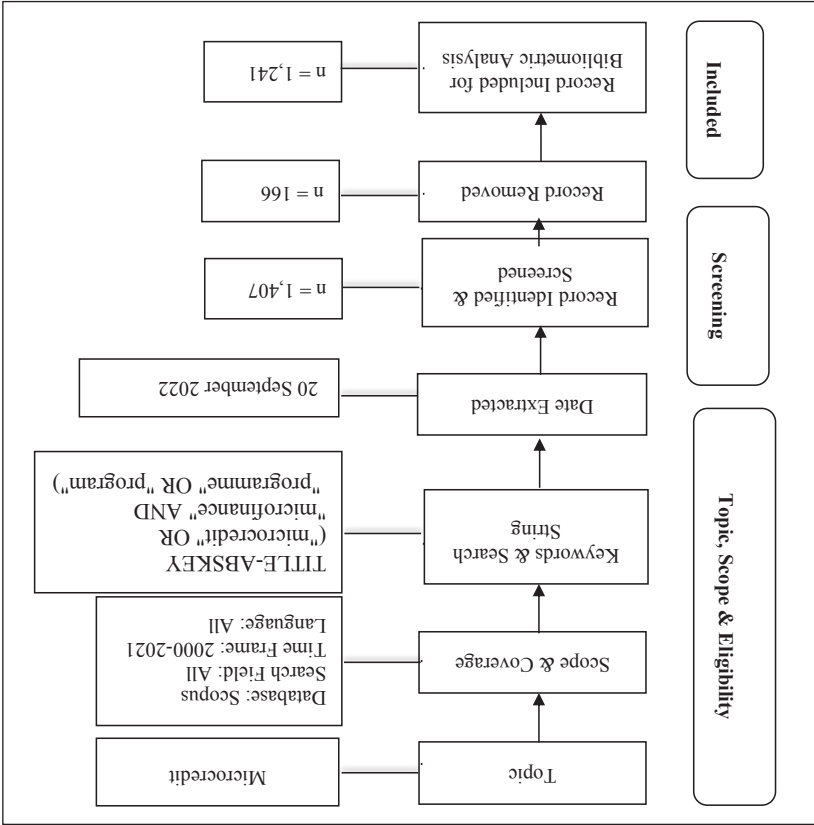 Topic, Scope & Eligibility
Topic
Microcredit
Scope & Coverage
Database: Scopus
Search Field: All
Time Frame: 2000-2021
Language: All
Keywords & Search
String
TITLE-ABSKEY
("microcredit" OR
"microfinance" AND
"programme" OR "program")
Date Extracted
20 September 2022
Screening
Record Identified &
Screened
n = 1,407
Record Removed
n = 166
Included
Record Included for
Bibliometric Analysis
n = 1,241